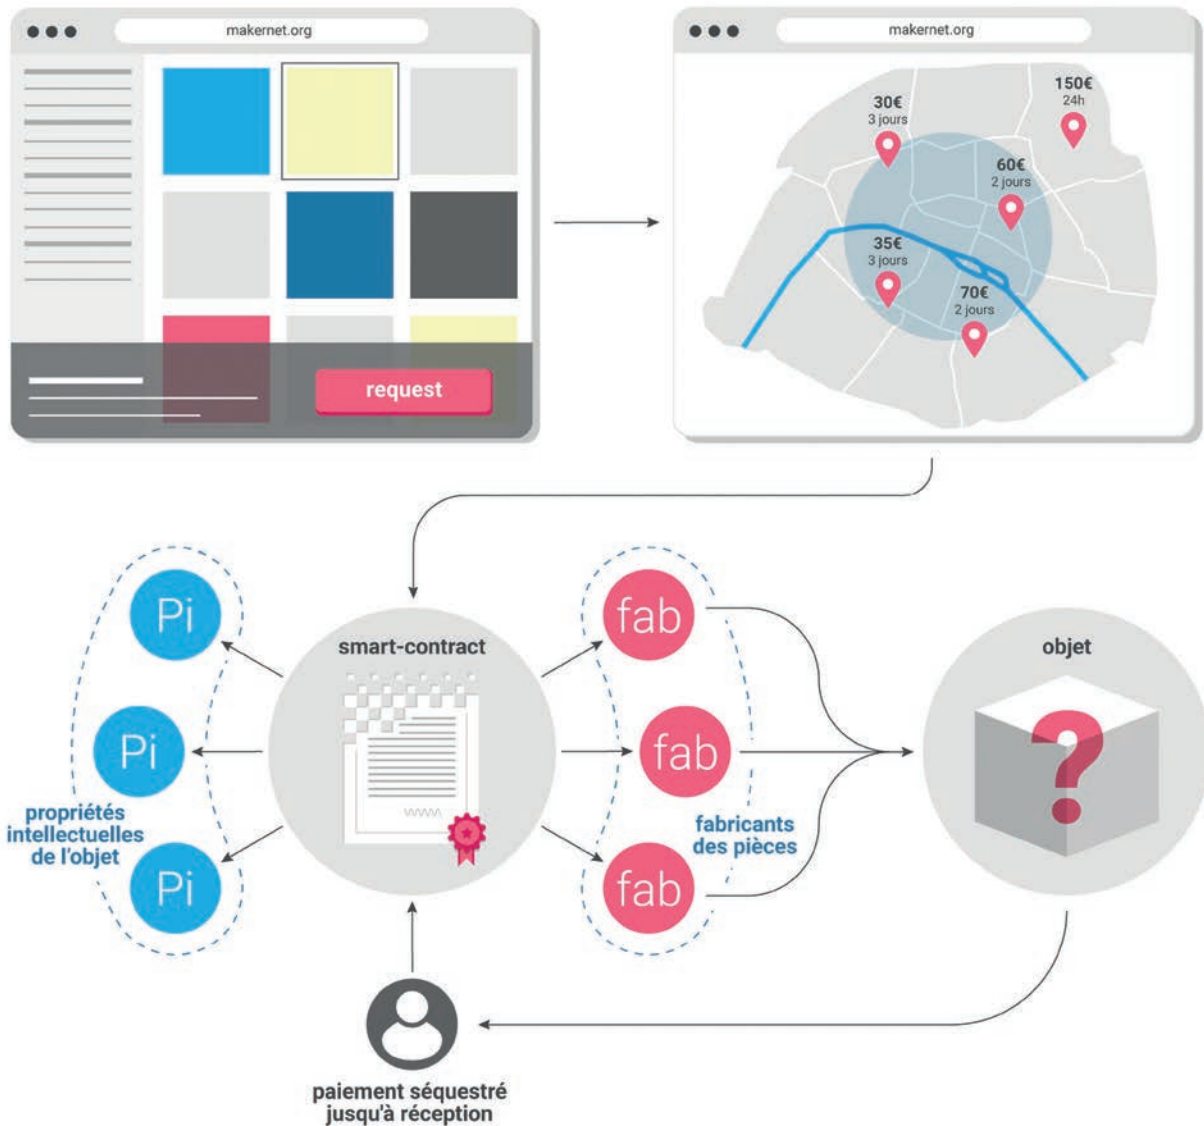 makernet.org
request
makernet.org
150€
24h
30€
3 jours
60€
2 jours
35€
3 jours
70€
2 jours
Pi
Pi
Pi
propriétés
intellectuelles
de l'objet
smart-contract
fab
fab
fab
fabricants
des pièces
objet
?
paiement séquestré
jusqu'à réception